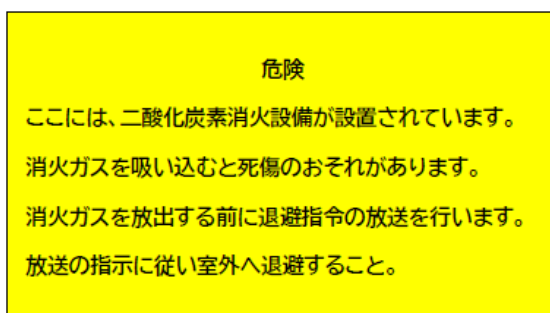 危険
ここには、二酸化炭素消火設備が設置されています。
消火ガスを吸い込むと死傷のおそれがあります。
消火ガスを放出する前に退避指令の放送を行います。
放送の指示に従い室外へ退避すること。